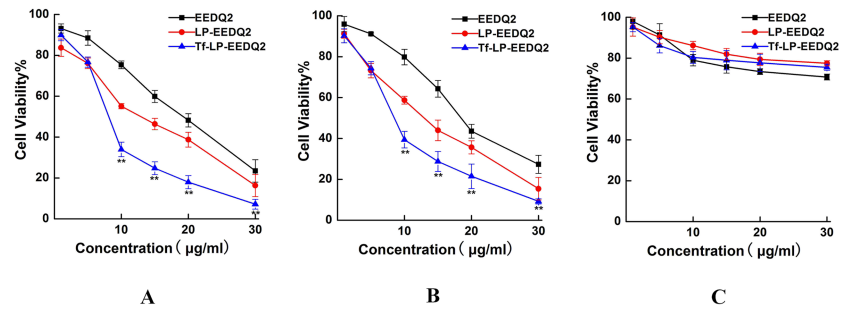 100
80
60
40
20
0
Cell Viability%
EEDQ2
LP-EEDQ2
Tf-LP-EEDQ2
**
**
**
**
10
20
30
Concentration ( μg/ml)
A
100
80
60
40
20
0
Cell Viability%
EEDQ2
LP-EEDQ2
Tf-LP-EEDQ2
**
**
**
**
10
20
30
Concentration ( μg/ml)
B
100
80
60
40
20
0
Cell Viability%
EEDQ2
LP-EEDQ2
Tf-LP-EEDQ2
10
20
30
Concentration ( μg/ml)
C